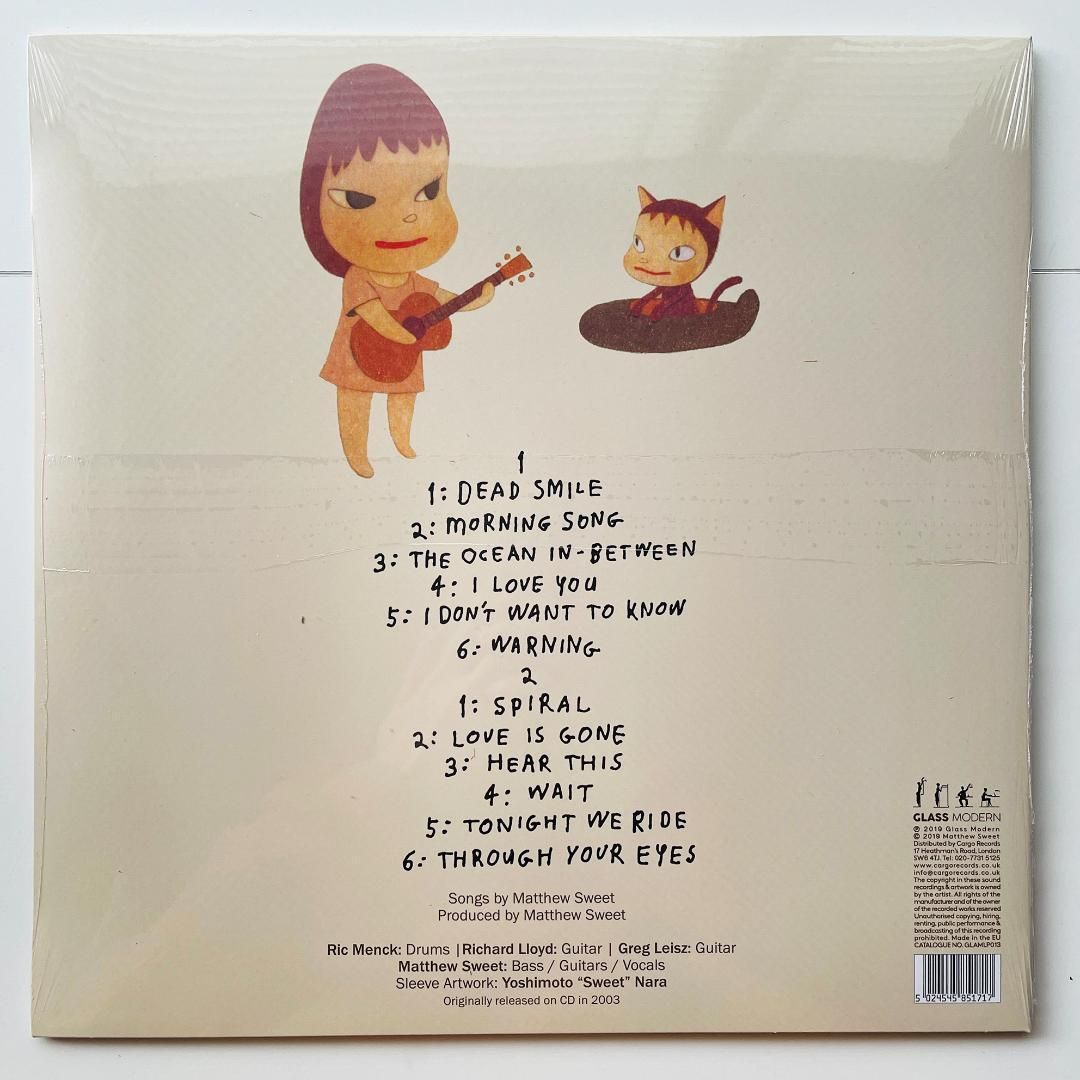 1
1: DEAD SMILE
2: MORNING SONG
3: THE OCEAN IN-BETWEEN
4: I LOVE YOU
5: I DON'T WANT TO KNOW
6: WARNING
2
1: SPIRAL
2: LOVE IS GONE
3: HEAR THIS
4: WAIT
5: TONIGHT WE RIDE
6: THROUGH YOUR EYES
Songs by Matthew Sweet
Produced by Matthew Sweet
Ric Menck: Drums | Richard Lloyd: Guitar | Greg Leisz: Guitar
Matthew Sweet: Bass / Guitars / Vocals
Sleeve Artwork: Yoshimoto “Sweet” Nara
Originally released on CD in 2003
GLASS MODERN
℗ 2019 Glass Modern
© 2019 Matthew Sweet
Distributed by Cargo Records
17 Heathman's Road, London
SW6 4TJ. Tel: 020-7731 5125
www.cargorecords.co.uk
info@cargorecords.co.uk
The copyright in these sound
recordings & artwork is owned
by the artist. All rights of the
manufacturer and of the owner
of the recorded works reserved
Unauthorised copying, hiring,
renting, public performance &
broadcasting of this recording
prohibited. Made in the EU
CATALOGUE NO. GLAMLP013
5 024545 851717